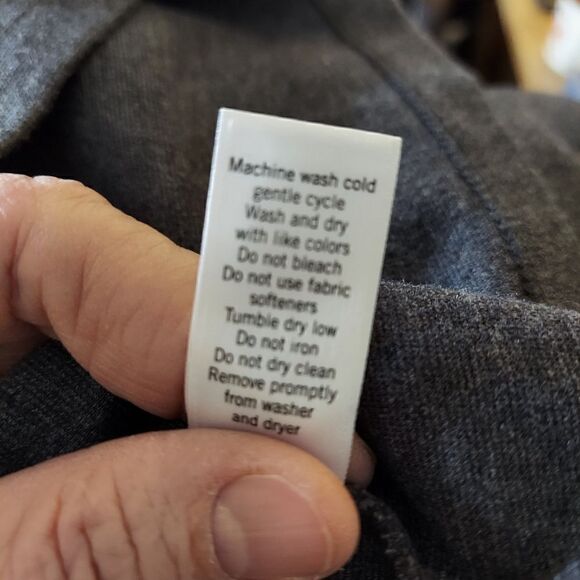 Machine wash cold
gentle cycle
Wash and dry
with like colors
Do not bleach
Do not use fabric
softeners
Tumble dry low
Do not iron
Do not dry clean
Remove promptly
from washer
and dryer